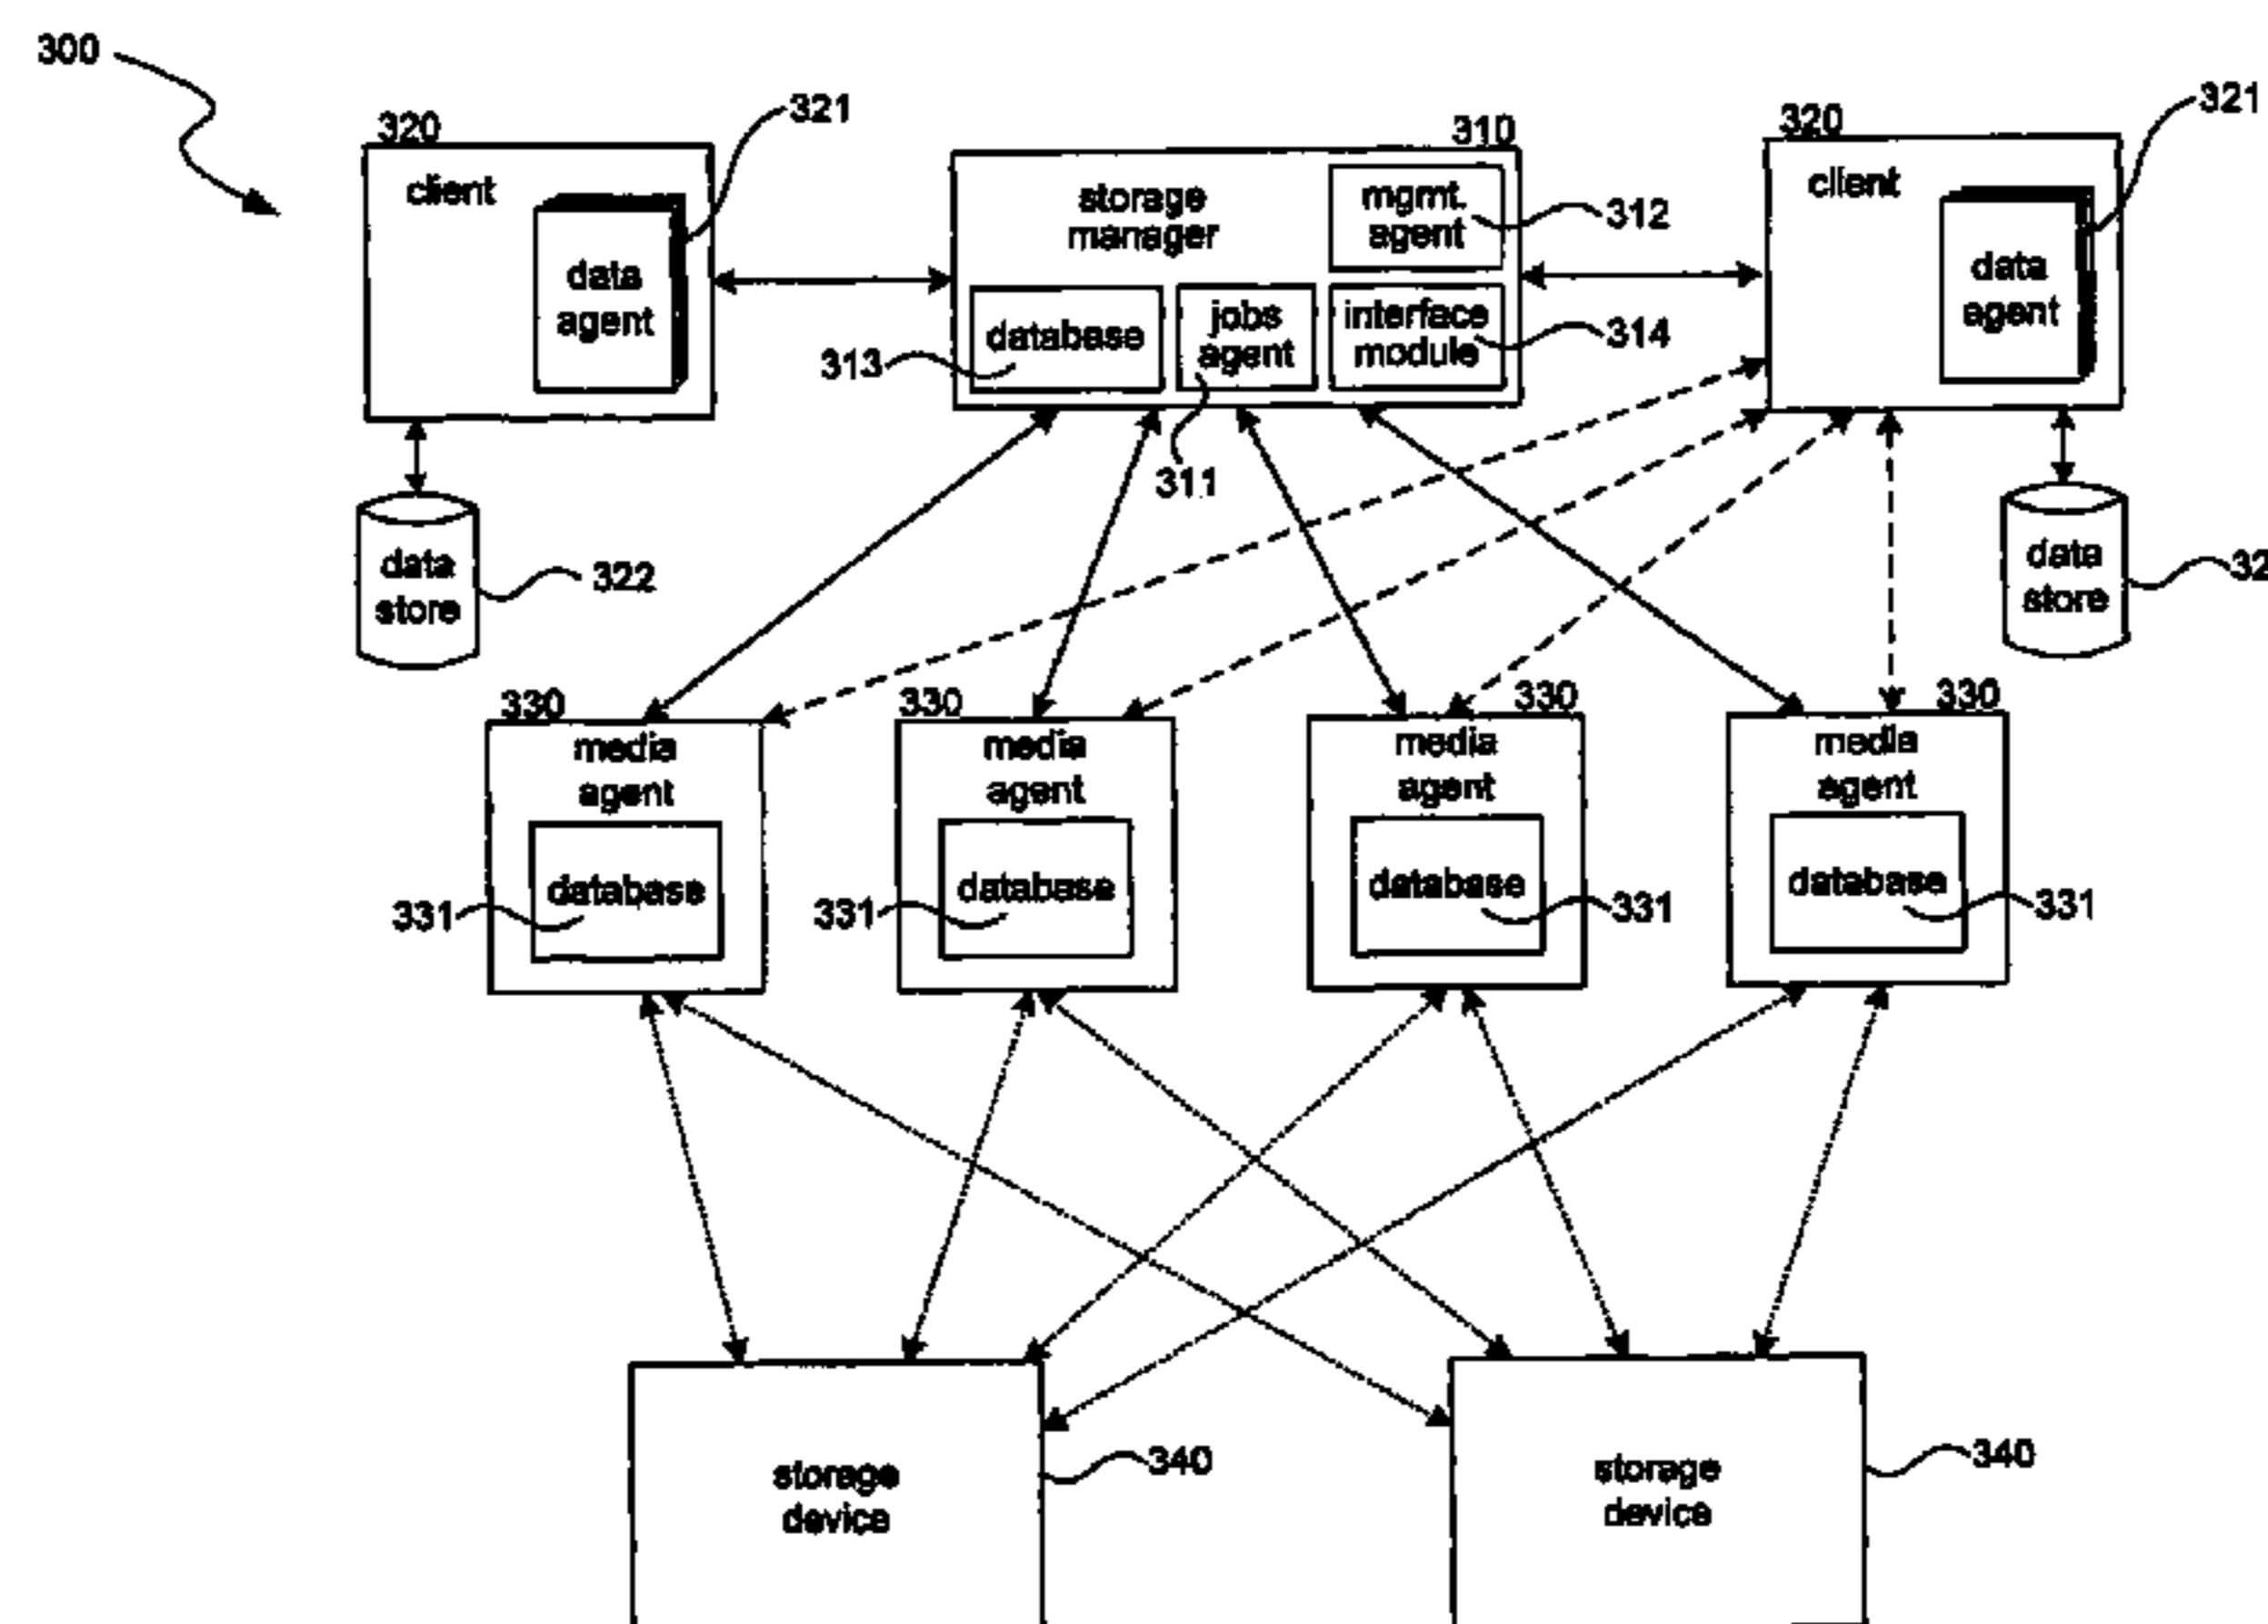 300
320
client
data
agent
321
310
storage
manager
mgmt.
agent
312
database
313
jobs
agent
311
interface
module
314
320
client
data
agent
321
data
store
322
data
store
330
media
agent
database
331
330
media
agent
database
331
330
media
agent
database
331
330
media
agent
database
331
storage
device
340
storage
device
340